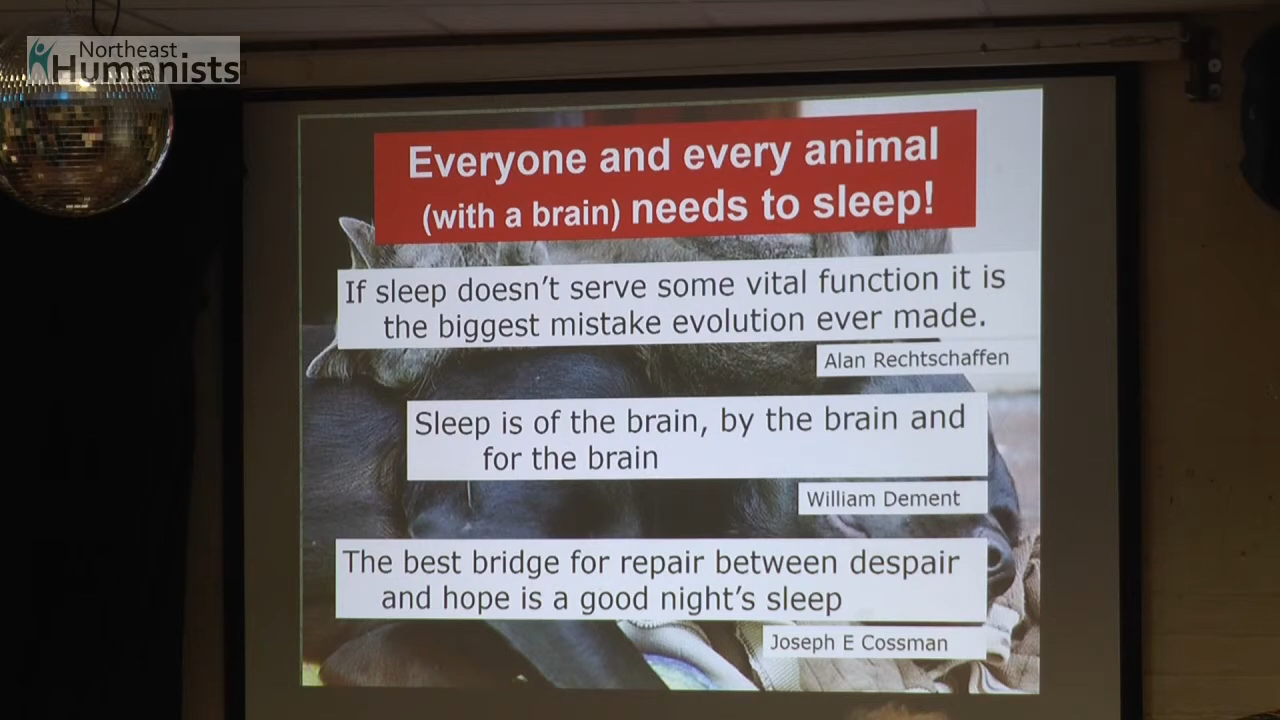 Northeast
Humanists
Everyone and every animal
(with a brain) needs to sleep!
If sleep doesn't serve some vital function it is
the biggest mistake evolution ever made.
Alan Rechtschaffen
Sleep is of the brain, by the brain and
for the brain
William Dement
The best bridge for repair between despair
and hope is a good night's sleep
Joseph E Cossman